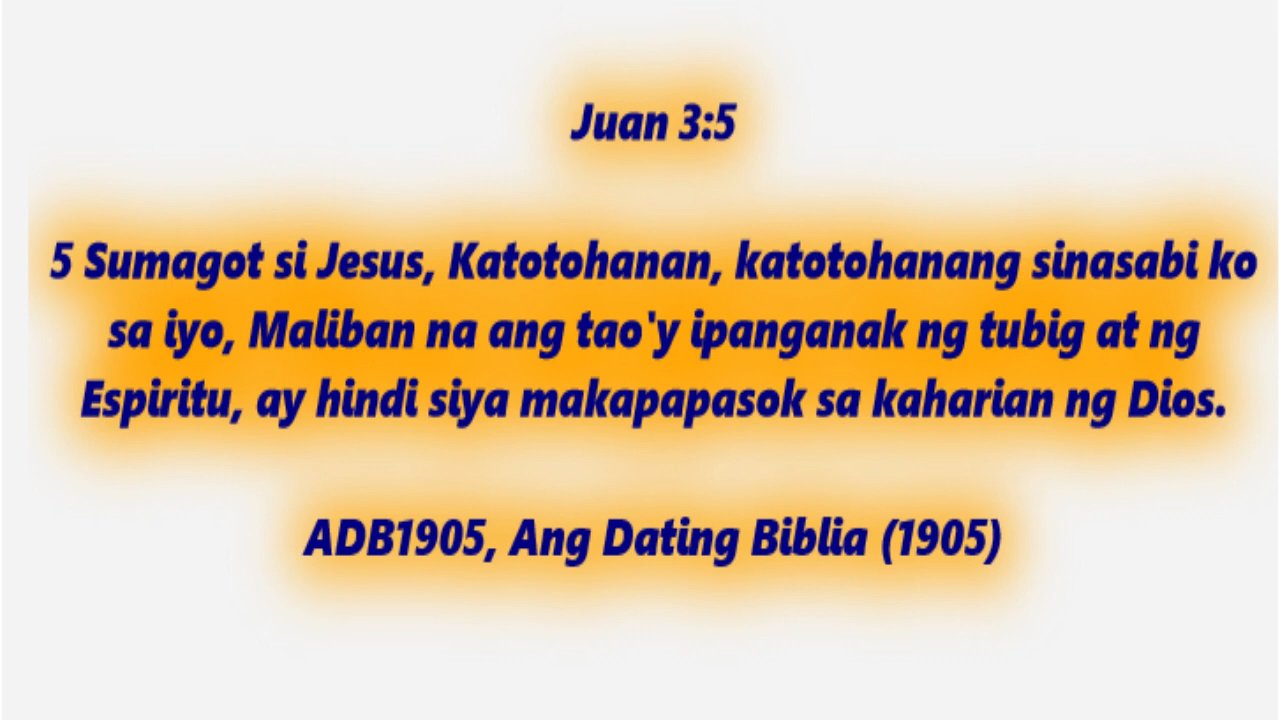 Juan 3:5
5 Sumagot si Jesus, Katotohanan, katotohanang sinasabi ko
sa iyo, Maliban na ang tao'y ipanganak ng tubig at ng
Espiritu, ay hindi siya makapapasok sa kaharian ng Dios.
ADB1905, Ang Dating Biblia (1905)